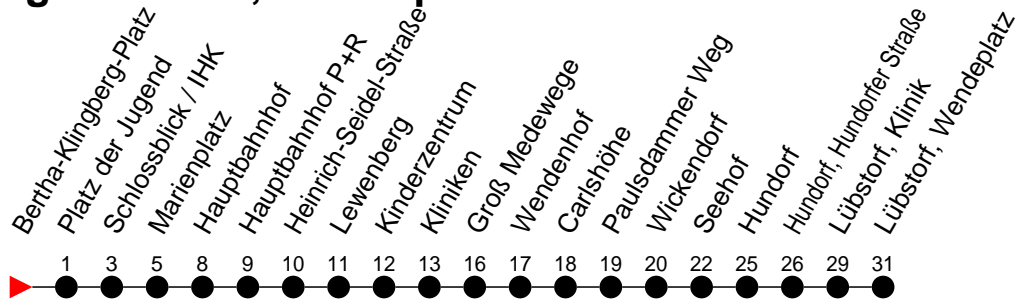 Bertha-Klingberg-Platz
Platz der Jugend
Schlossblick / IHK
Marienplatz
Hauptbahnhof
Hauptbahnhof P+R
Heinrich-Seidel-Straße
Lewenberg
Kinderzentrum
Kliniken
Groß Medewege
Wendenhof
Carlshöhe
Paulsdammer Weg
Wickendorf
Seehof
Hundorf
Hundorf, Hundorfer Straße
Lübstorf, Klinik
Lübstorf, Wendeplatz
1 3 5 8 9 10 11 12 13 16 17 18 19 20 22 25 26 29 31